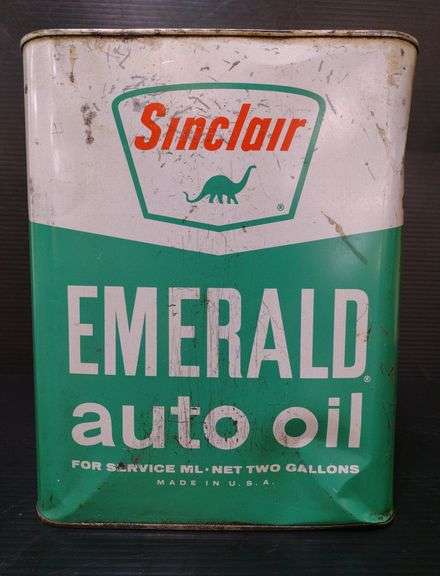 Sinclair
®
EMERALD®
auto oil
FOR SERVICE ML·NET TWO GALLONS
MADE IN U.S.A.